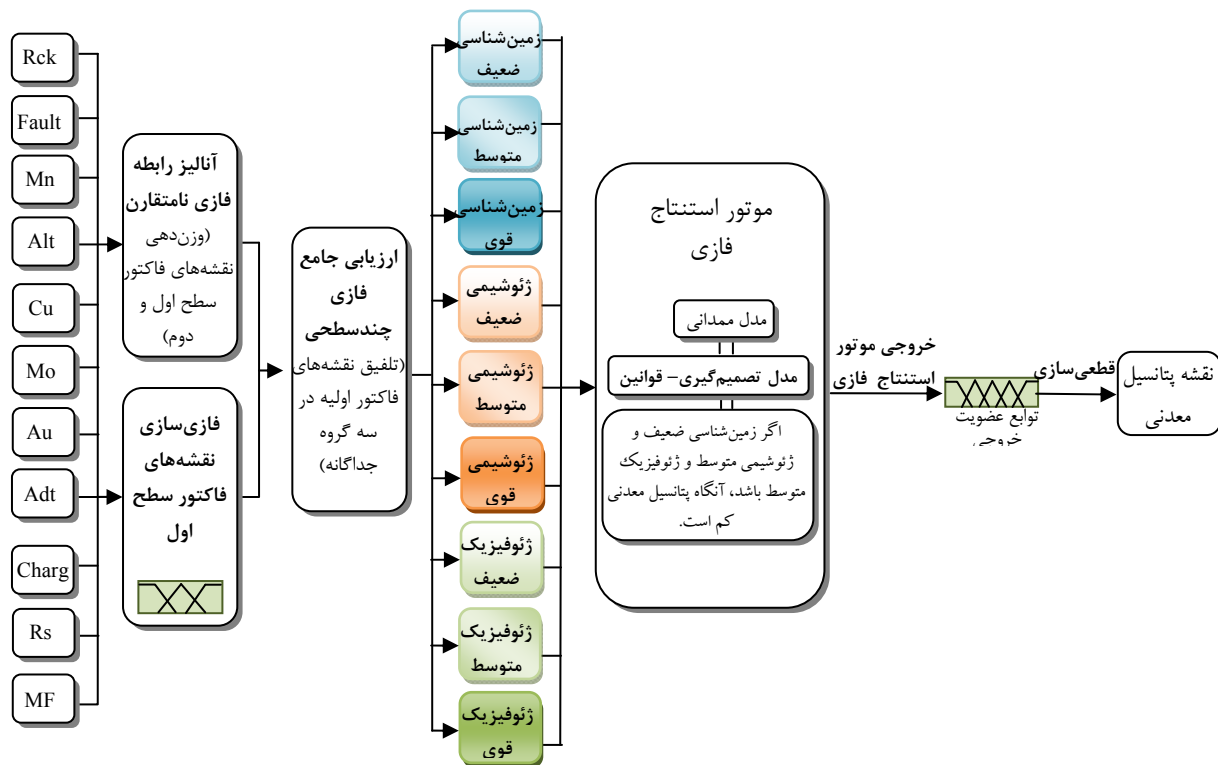 Rck
Fault
Mn
Alt
Cu
Mo
Au
Adt
Charg
Rs
MF
آنالیز رابطه
فازی نامتقارن
(وزن‌دهی
نقشه‌های فاکتور
سطح اول و
دوم)
فازی‌سازی
نقشه‌های
فاکتور سطح
اول
ارزیابی جامع
فازی
چندسطحی
(تلفیق نقشه‌های
فاکتور اولیه در
سه گروه
جداگانه)
زمین‌شناسی
ضعیف
زمین‌شناسی
متوسط
زمین‌شناسی
قوی
ژئوشیمی
ضعیف
ژئوشیمی
متوسط
ژئوشیمی
قوی
ژئوفیزیک
ضعیف
ژئوفیزیک
متوسط
ژئوفیزیک
قوی
موتور استنتاج
فازی
مدل ممدانی
مدل تصمیم‌گیری- قوانین
اگر زمین‌شناسی ضعیف و
ژئوشیمی متوسط و ژئوفیزیک
متوسط باشد، آنگاه پتانسیل معدنی
کم است.
خروجی موتور
استنتاج فازی
توابع عضویت
خروجی
قطعی‌سازی
نقشه پتانسیل
معدنی